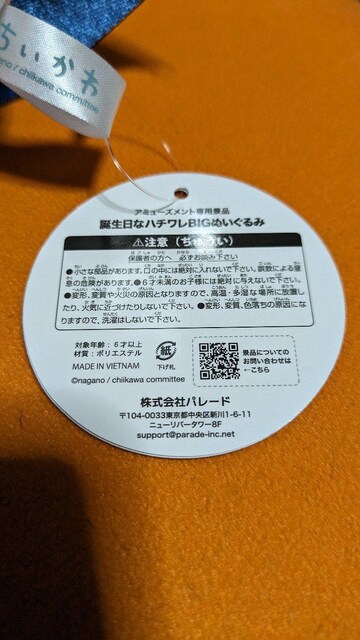 ちいかわ
nagano / chiikawa committee
アミューズメント専用景品
誕生日なハチワレBIGぬいぐるみ
⚠注意（ちゅうい）
保護者の方へ 必ずお読み下さい
●小さな部品があります。口の中には絶対に入れないで下さい。誤飲による窒
息の危険があります。●6才未満のお子様には絶対に与えないで下さい。
●変形、変質や火災の原因となりますので、高温・多湿な場所に放置し
たり、火気に近づけたりしないで下さい。●変形、変質、色落ちの原因にな
りますので、洗濯はしないで下さい。
対象年齢：6才以上
材質：ポリエステル
MADE IN VIETNAM
©nagano / chiikawa committee
紙
下げ札
景品についての
お問い合わせは
←こちら
株式会社パレード
〒104-0033東京都中央区新川1-6-11
ニューリバータワー8F
support@parade-inc.net